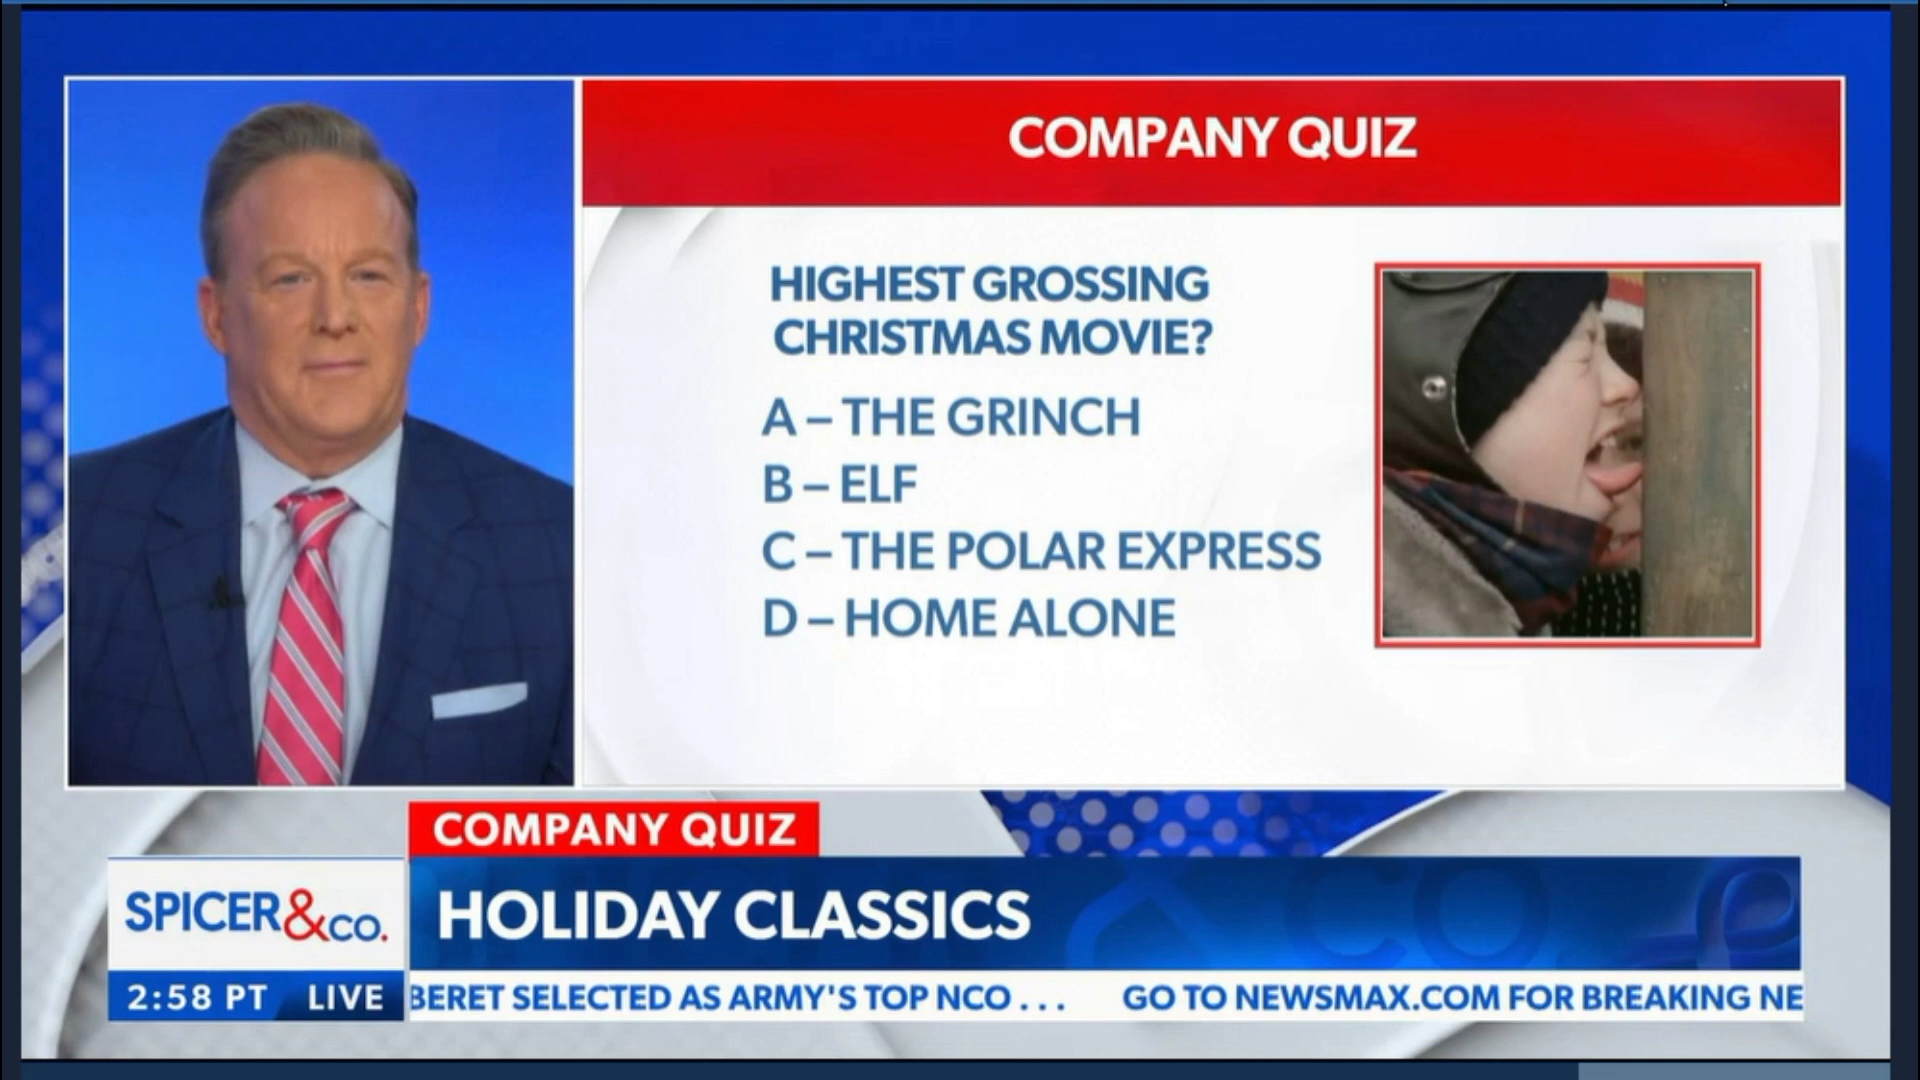 COMPANY QUIZ
HIGHEST GROSSING
CHRISTMAS MOVIE?
A – THE GRINCH
B – ELF
C – THE POLAR EXPRESS
D – HOME ALONE
COMPANY QUIZ
SPICER&CO.
HOLIDAY CLASSICS
2:58 PT LIVE
BERET SELECTED AS ARMY'S TOP NCO . . . GO TO NEWSMAX.COM FOR BREAKING NE